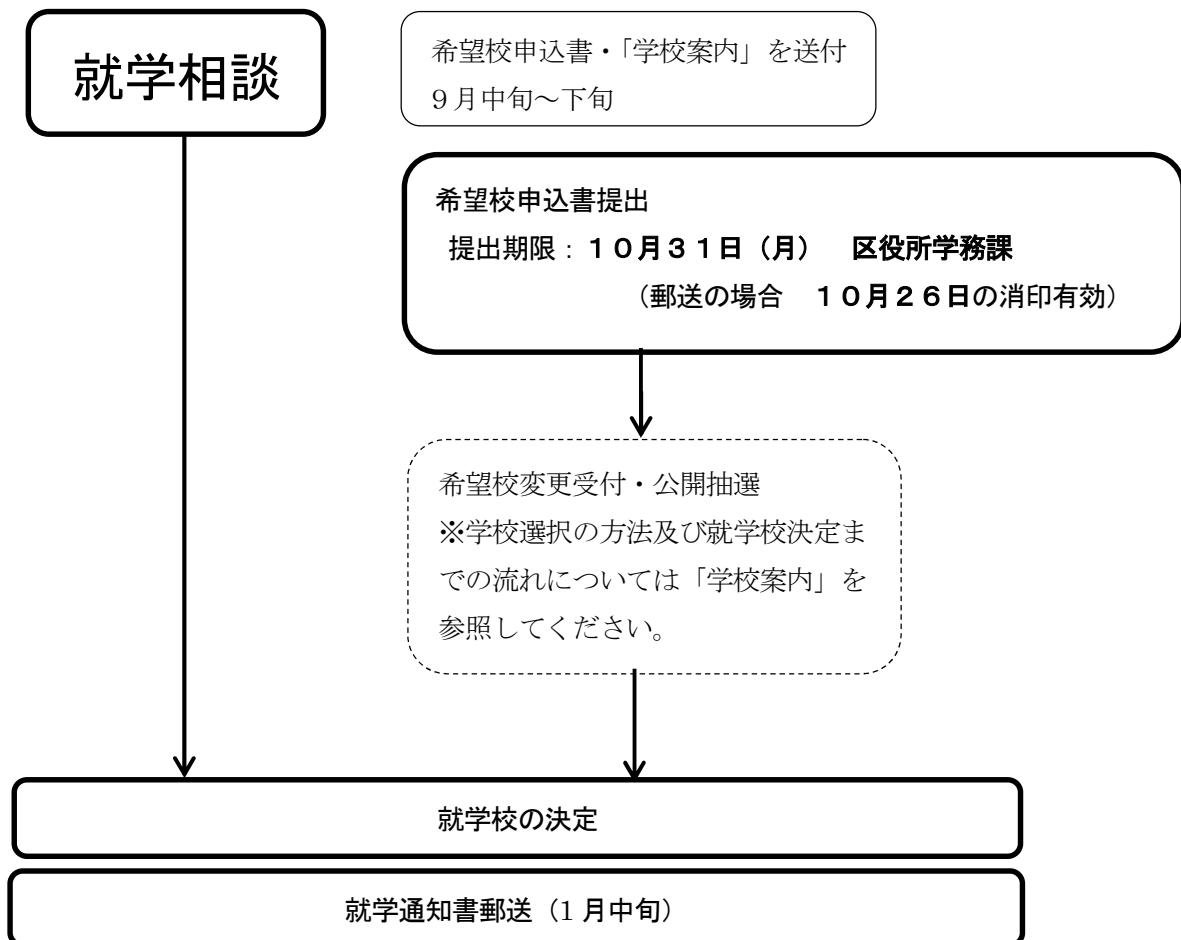 就学相談
希望校申込書・「学校案内」を送付
９月中旬～下旬
希望校申込書提出
提出期限：１０月３１日（月）　区役所学務課
（郵送の場合　１０月２６日の消印有効）
希望校変更受付・公開抽選
※学校選択の方法及び就学校決定ま
での流れについては「学校案内」を
参照してください。
就学校の決定
就学通知書郵送（1 月中旬）